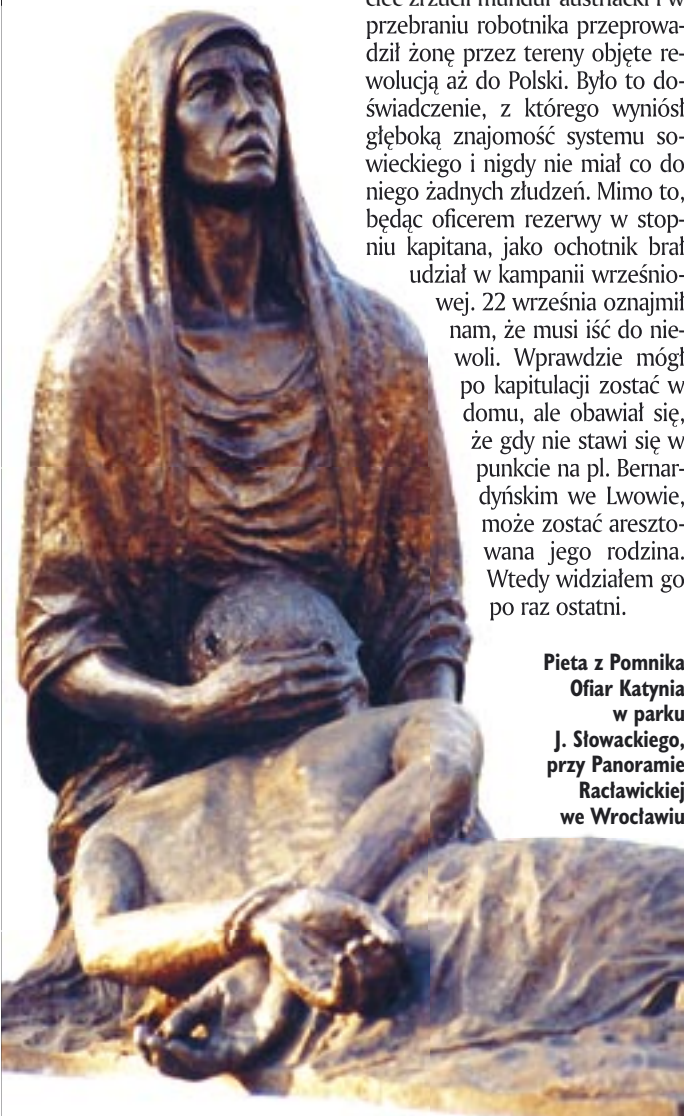 przebraniu robotnika przeprowa-
dził żonę przez tereny objęte re-
wolucją aż do Polski. Było to do-
świadczenie, z którego wyniósł
głęboką znajomość systemu so-
wieckiego i nigdy nie miał co do
niego żadnych złudzeń. Mimo to,
będąc oficerem rezerwy w stop-
niu kapitana, jako ochotnik brał
udział w kampanii wrześnio-
wej. 22 września oznajmił
nam, że musi iść do nie-
woli. Wprawdzie mógł
po kapitulacji zostać w
domu, ale obawiał się,
że gdy nie stawi się w
punkcie na pl. Bernar-
dyńskim we Lwowie,
może zostać areszto-
wana jego rodzina.
Wtedy widziałem go
po raz ostatni.
Pieta z Pomnika
Ofiar Katynia
w parku
J. Słowackiego,
przy Panoramie
Racławickiej
we Wrocławiu